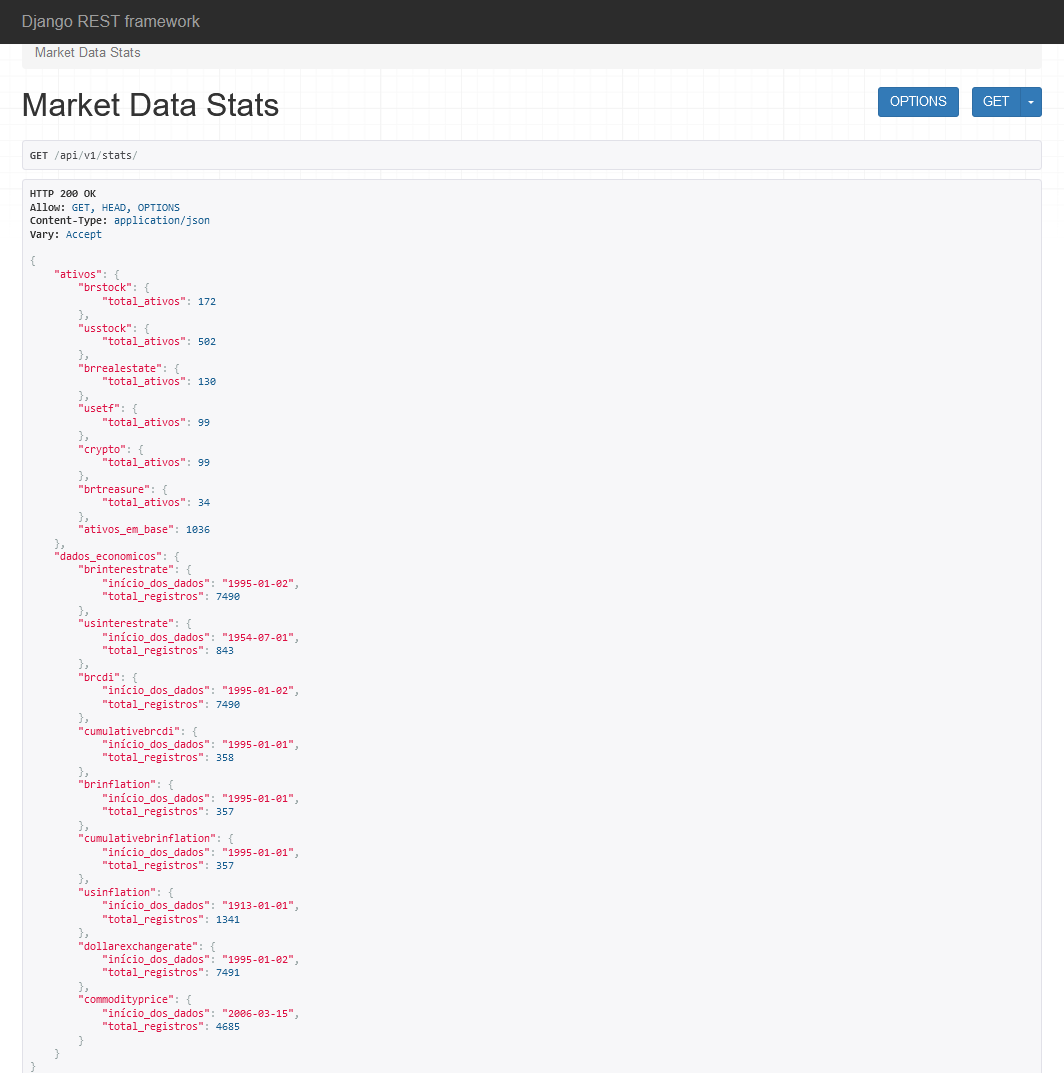 Django REST framework
Market Data Stats
Market Data Stats
OPTIONS
GET
GET /api/v1/stats/
HTTP 200 OK
Allow: GET, HEAD, OPTIONS
Content-Type: application/json
Vary: Accept
{
    "ativos": {
        "brstock": {
            "total_ativos": 172
        },
        "usstock": {
            "total_ativos": 502
        },
        "brrealestate": {
            "total_ativos": 130
        },
        "usetf": {
            "total_ativos": 99
        },
        "crypto": {
            "total_ativos": 99
        },
        "brtreasure": {
            "total_ativos": 34
        },
        "ativos_em_base": 1036
    },
    "dados_economicos": {
        "brinterestrate": {
            "início_dos_dados": "1995-01-02",
            "total_registros": 7490
        },
        "usinterestrate": {
            "início_dos_dados": "1954-07-01",
            "total_registros": 843
        },
        "brcdi": {
            "início_dos_dados": "1995-01-02",
            "total_registros": 7490
        },
        "cumulativebrcdi": {
            "início_dos_dados": "1995-01-01",
            "total_registros": 358
        },
        "brinflation": {
            "início_dos_dados": "1995-01-01",
            "total_registros": 357
        },
        "cumulativebrinflation": {
            "início_dos_dados": "1995-01-01",
            "total_registros": 357
        },
        "usinflation": {
            "início_dos_dados": "1913-01-01",
            "total_registros": 1341
        },
        "dollarexchangerate": {
            "início_dos_dados": "1995-01-02",
            "total_registros": 7491
        },
        "commodityprice": {
            "início_dos_dados": "2006-03-15",
            "total_registros": 4685
        }
    }
}